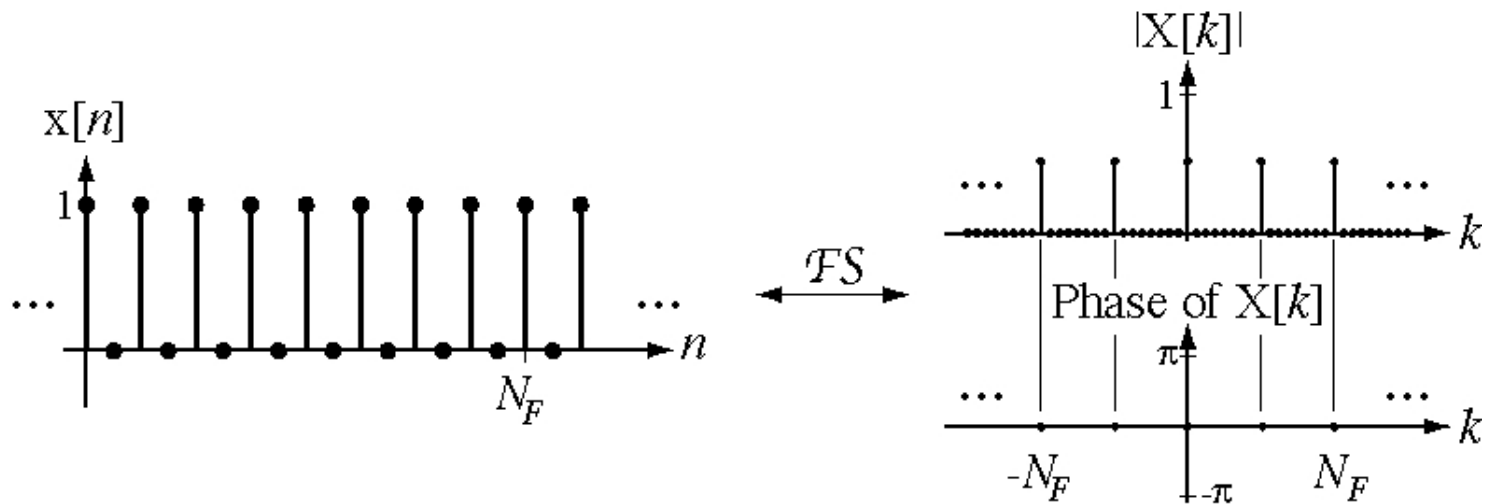 x[n]
1
...
...
n
N_F
FS
|X[k]|
1
...
...
k
Phase of X[k]
π
...
...
k
-N_F
N_F
-π